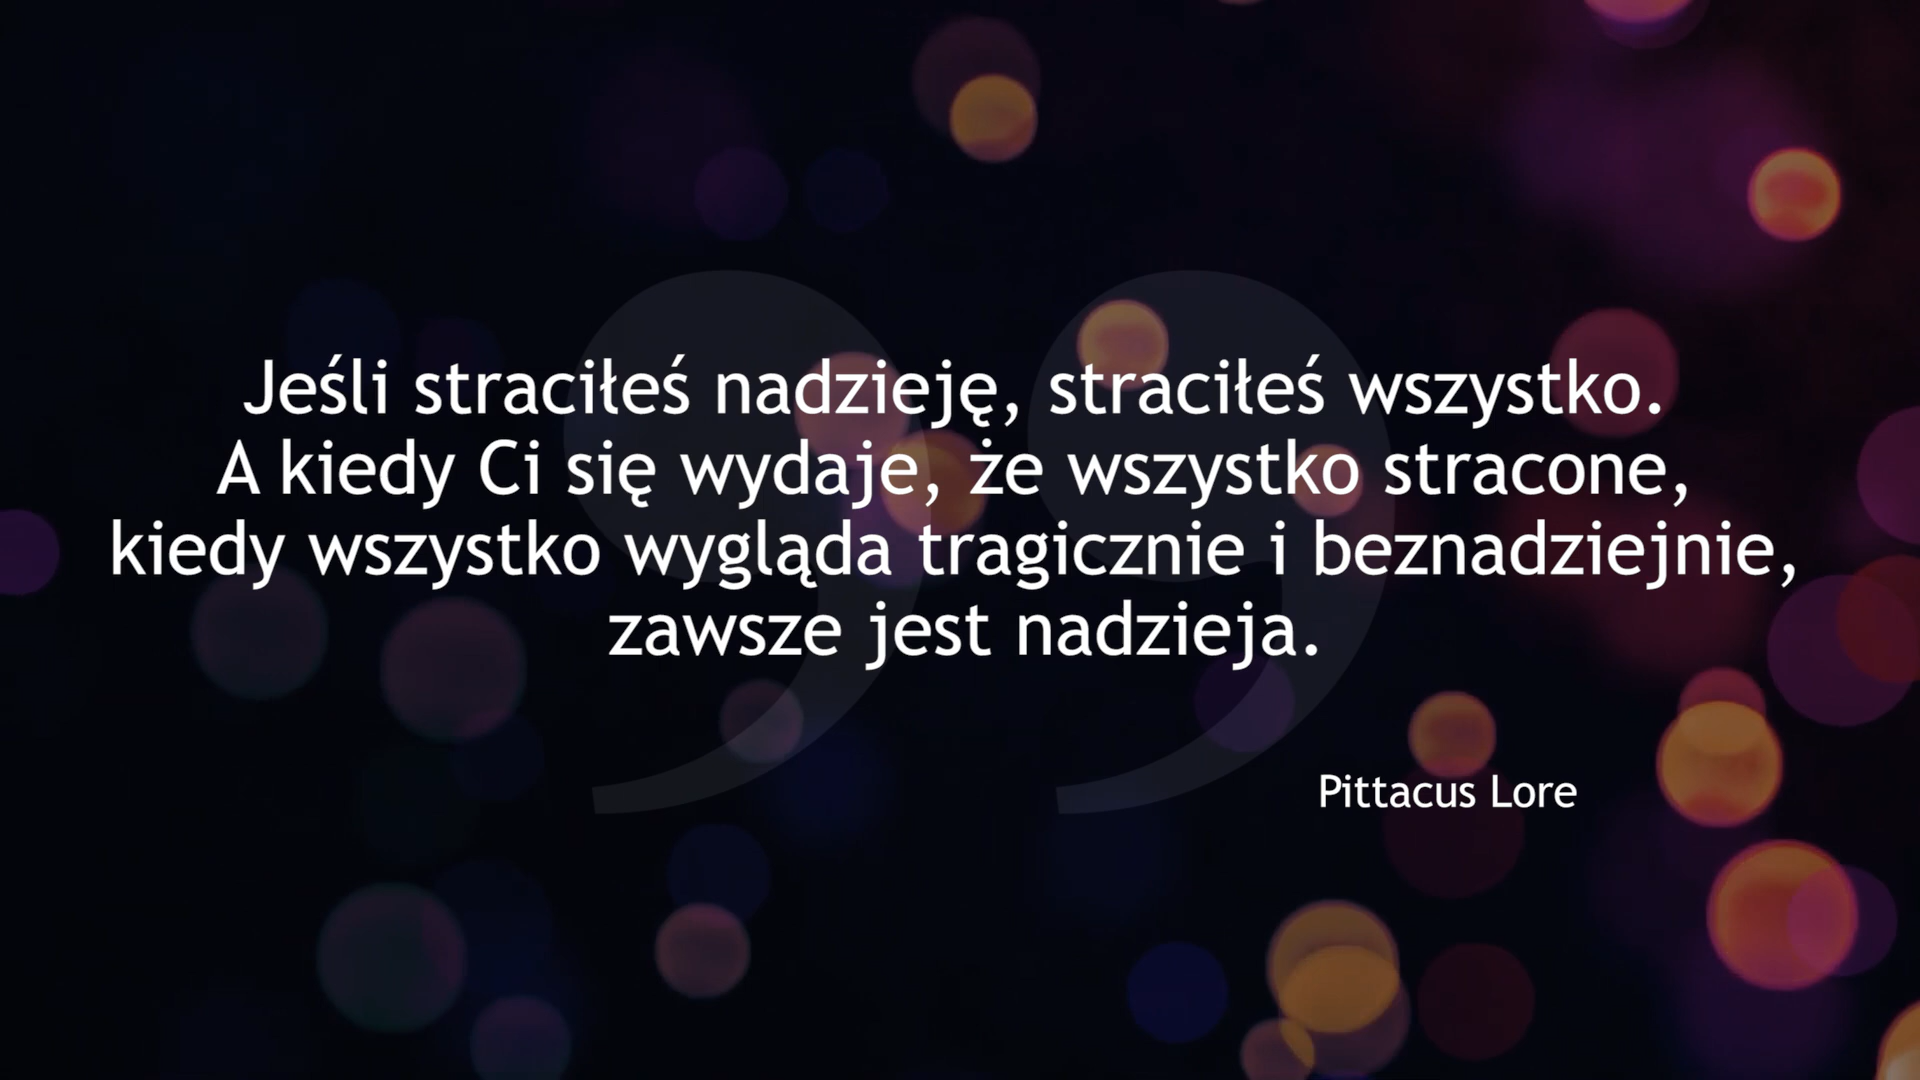 Jeśli straciłeś nadzieję, straciłeś wszystko.
A kiedy Ci się wydaje, że wszystko stracone,
kiedy wszystko wygląda tragicznie i beznadziejnie,
zawsze jest nadzieja.
Pittacus Lore